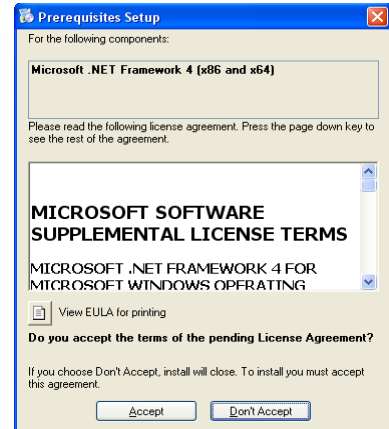 Prerequisites Setup
For the following components:
Microsoft .NET Framework 4 (x86 and x64)
Please read the following license agreement. Press the page down key to
see the rest of the agreement.
MICROSOFT SOFTWARE
SUPPLEMENTAL LICENSE TERMS
MICROSOFT .NET FRAMEWORK 4 FOR
MICROSOFT WINDOWS OPERATING
View EULA for printing
Do you accept the terms of the pending License Agreement?
If you choose Don't Accept, install will close. To install you must accept
this agreement.
Accept Don't Accept